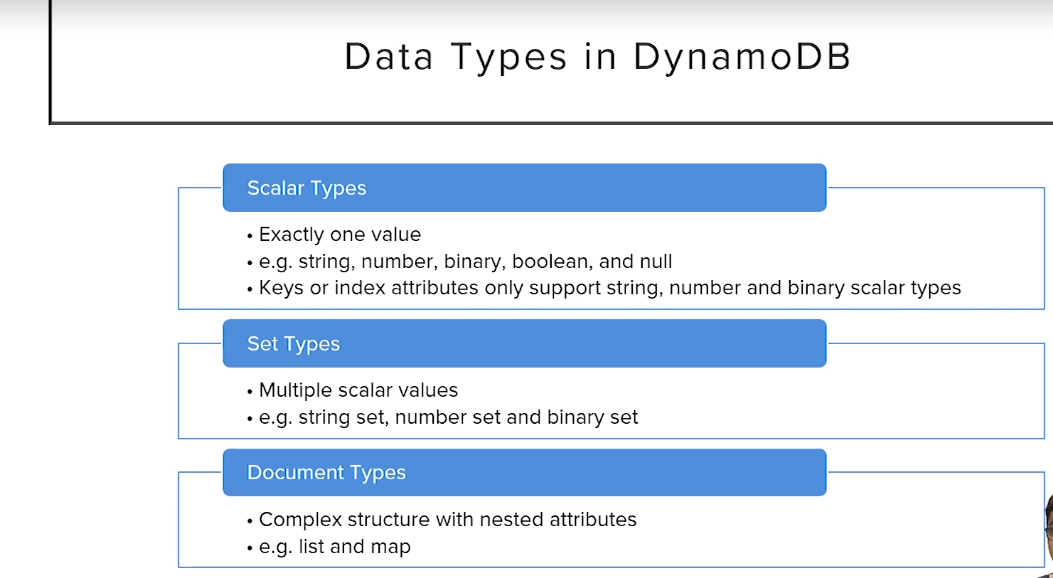 Data Types in DynamoDB
Scalar Types
• Exactly one value
• e.g. string, number, binary, boolean, and null
• Keys or index attributes only support string, number and binary scalar types
Set Types
• Multiple scalar values
• e.g. string set, number set and binary set
Document Types
• Complex structure with nested attributes
• e.g. list and map